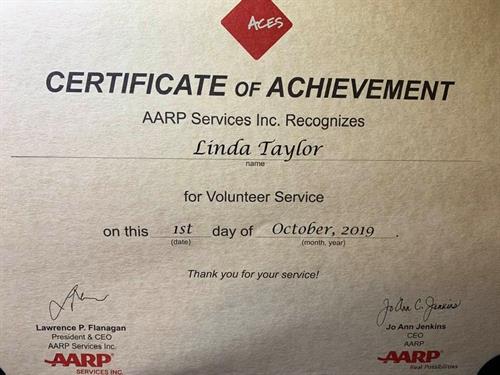 ACES
CERTIFICATE OF ACHIEVEMENT
AARP Services Inc. Recognizes
Linda Taylor
name
for Volunteer Service
on this 1st day of October, 2019.
(date) (month, year)
Thank you for your service!
Jo Ann C. Jenkins
Lawrence P. Flanagan
President & CEO
AARP Services Inc.
AARP
SERVICES INC.
Jo Ann Jenkins
CEO
AARP
AARP
Real Possibilities